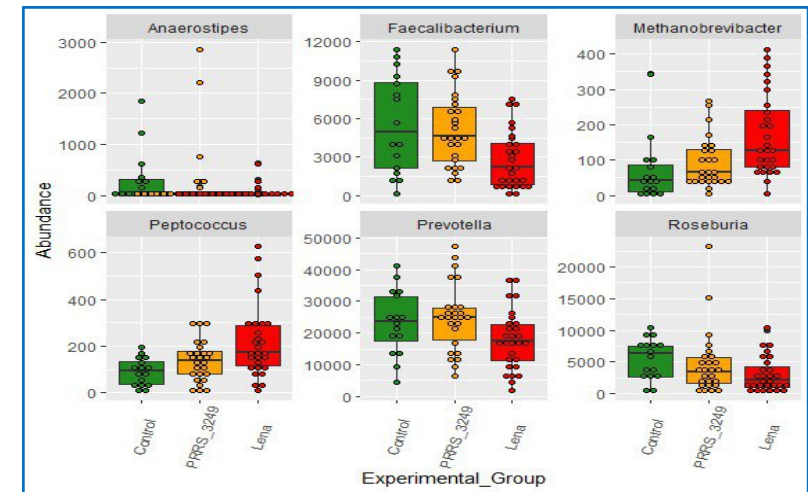 Anaerostipes Faecalibacterium Methanobrevibacter
3000 12000 400
2000 9000 300
1000 6000 200
0 3000 100
0 0
Abundance
Peptococcus Prevotella Roseburia
600 50000 20000
400 40000 15000
200 30000 10000
0 20000 5000
10000 0
0
Control PRRS_3249 Lena Control PRRS_3249 Lena Control PRRS_3249 Lena
Experimental_Group